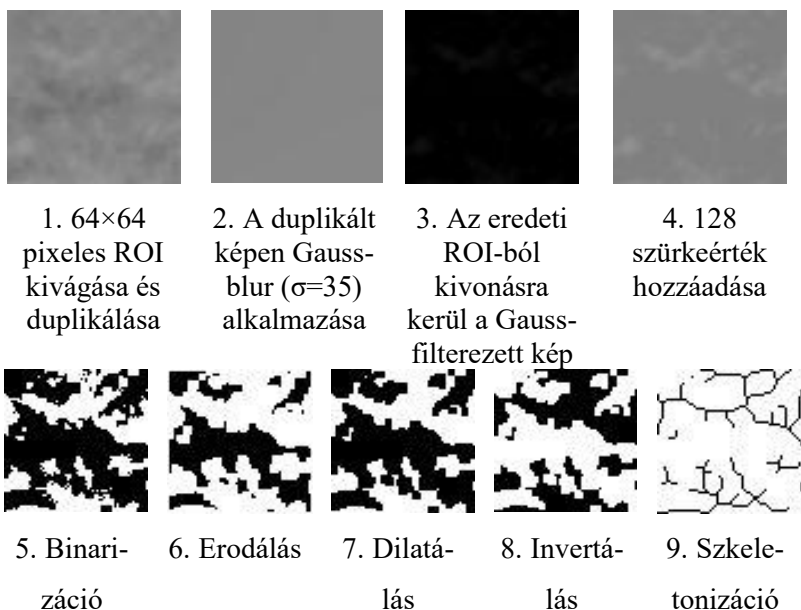 1. 64×64
pixeles ROI
kivágása és
duplikálása
2. A duplikált
képen Gauss-
blur (σ=35)
alkalmazása
3. Az eredeti
ROI-ból
kivonásra
kerül a Gauss-
filterezett kép
4. 128
szürkeérték
hozzáadása
5. Binari-
záció
6. Erodálás
7. Dilatá-
lás
8. Invertá-
lás
9. Szkele-
tonizáció